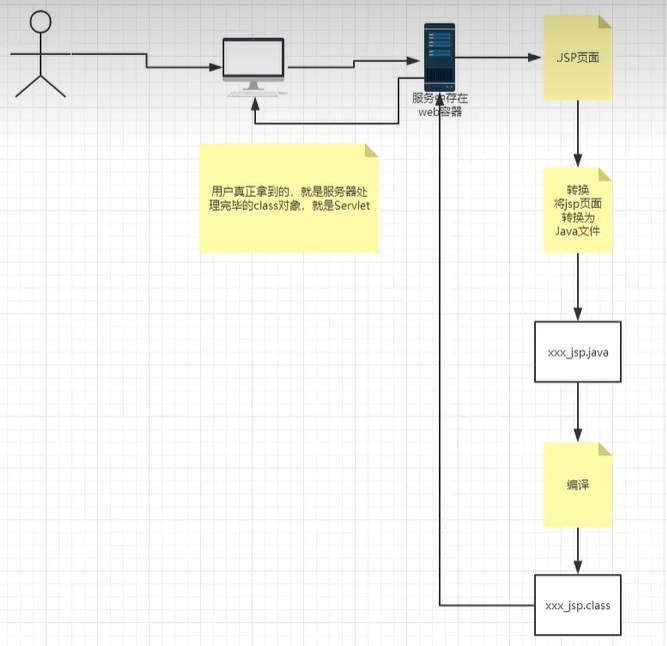 JSP页面
服务中存在
web容器
用户真正拿到的，就是服务器处
理完毕的class对象，就是Servlet
转换
将jsp页面
转换为
Java文件
xxx_jsp.java
编译
xxx_jsp.class